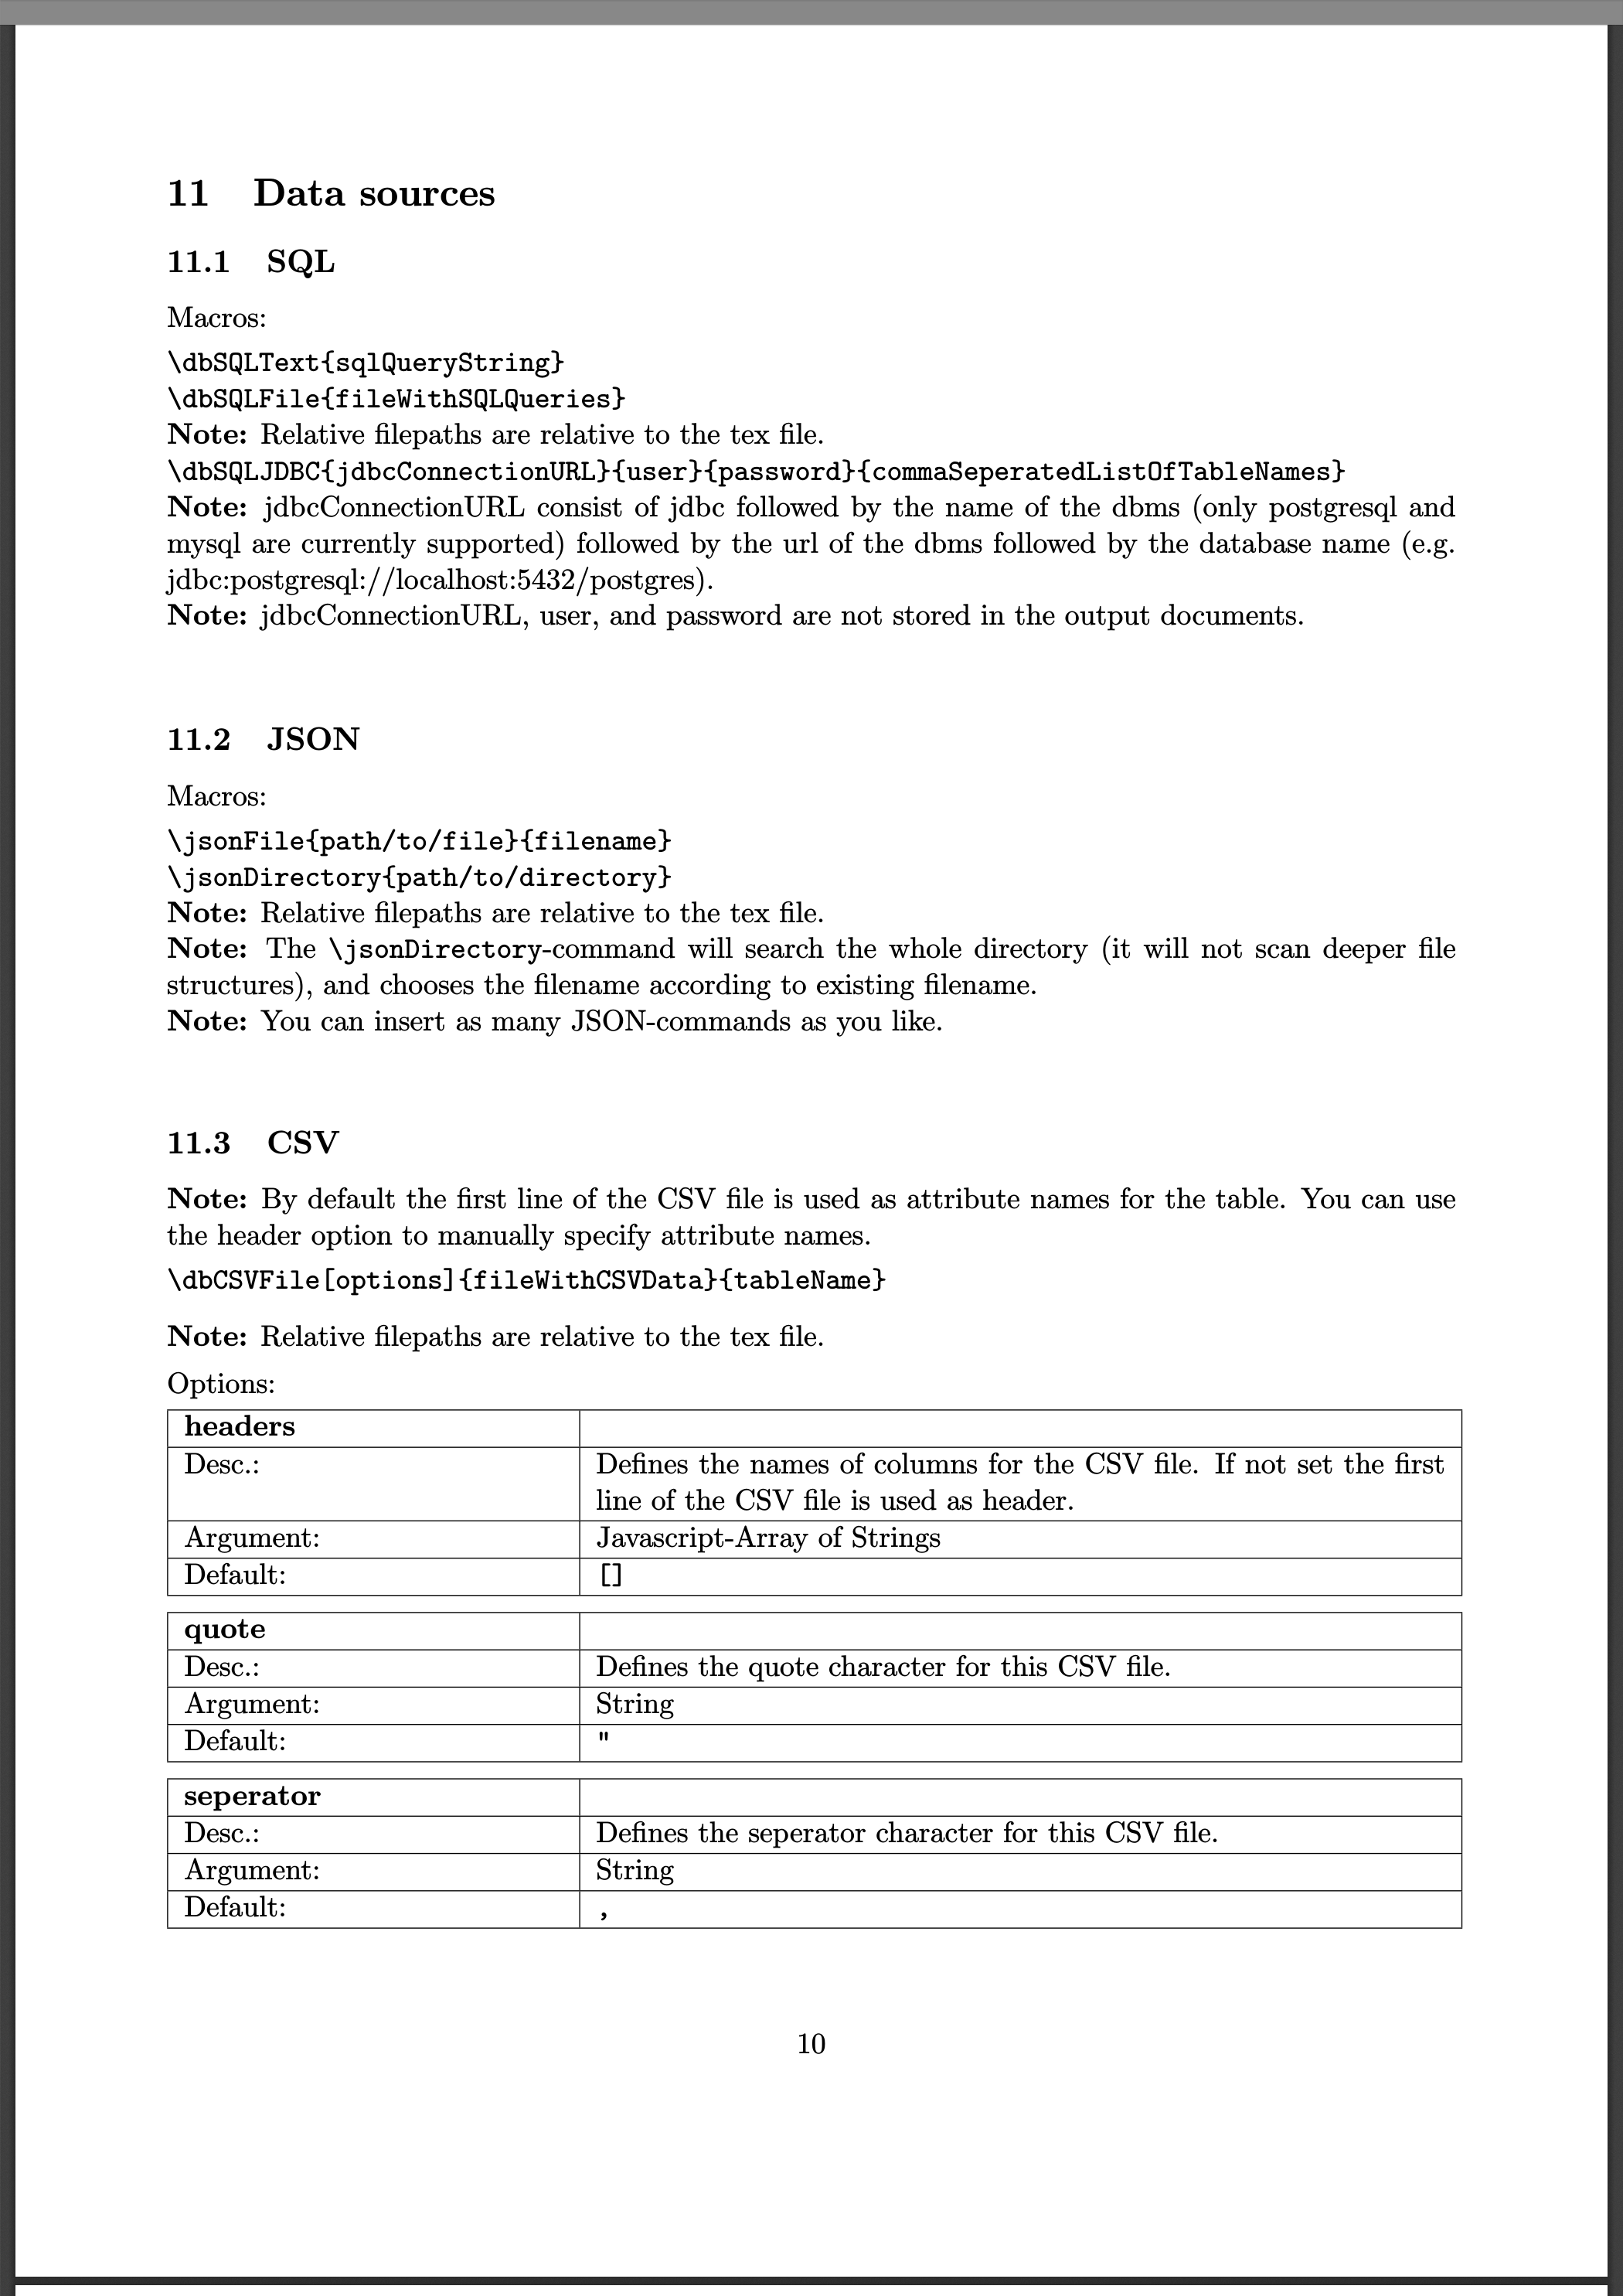 11 Data sources
11.1 SQL
Macros:
\dbSQLText{sqlQueryString}
\dbSQLFile{fileWithSQLQueries}
Note: Relative filepaths are relative to the tex file.
\dbSQLJDBC{jdbcConnectionURL}{user}{password}{commaSeperatedListOfTableNames}
Note: jdbcConnectionURL consist of jdbc followed by the name of the dbms (only postgresql and
mysql are currently supported) followed by the url of the dbms followed by the database name (e.g.
jdbc:postgresql://localhost:5432/postgres).
Note: jdbcConnectionURL, user, and password are not stored in the output documents.
11.2 JSON
Macros:
\jsonFile{path/to/file}{filename}
\jsonDirectory{path/to/directory}
Note: Relative filepaths are relative to the tex file.
Note: The \jsonDirectory-command will search the whole directory (it will not scan deeper file
structures), and chooses the filename according to existing filename.
Note: You can insert as many JSON-commands as you like.
11.3 CSV
Note: By default the first line of the CSV file is used as attribute names for the table. You can use
the header option to manually specify attribute names.
\dbCSVFile[options]{fileWithCSVData}{tableName}
Note: Relative filepaths are relative to the tex file.
Options:
headers
Desc.: Defines the names of columns for the CSV file. If not set the first
line of the CSV file is used as header.
Argument: Javascript-Array of Strings
Default: []
quote
Desc.: Defines the quote character for this CSV file.
Argument: String
Default: "
seperator
Desc.: Defines the seperator character for this CSV file.
Argument: String
Default: ,
10